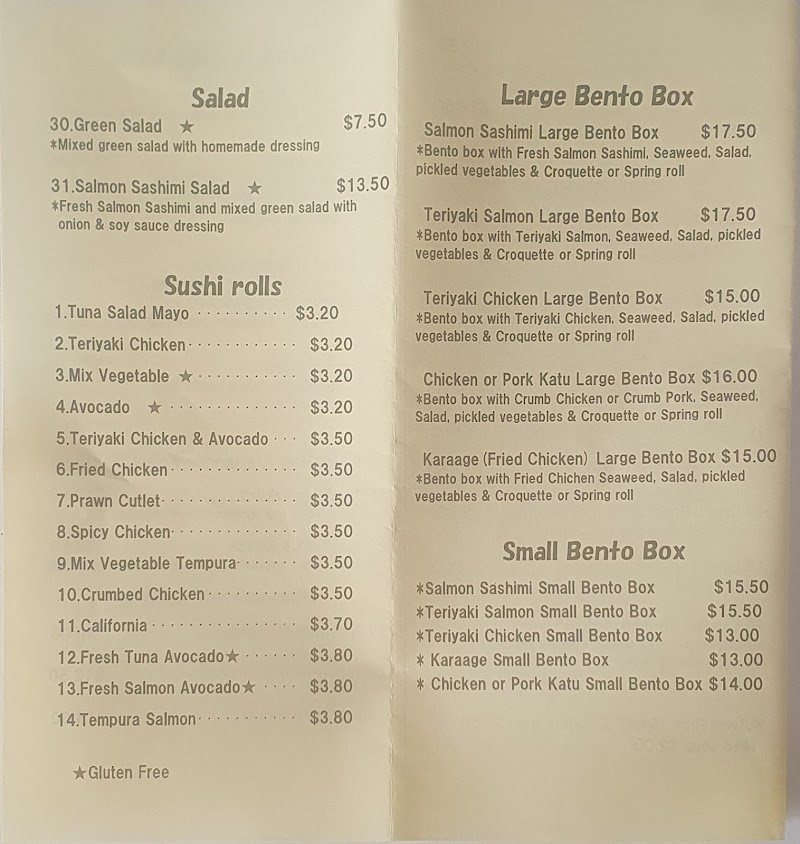 Salad
30.Green Salad ★ $7.50
*Mixed green salad with homemade dressing
31.Salmon Sashimi Salad ★ $13.50
*Fresh Salmon Sashimi and mixed green salad with
onion & soy sauce dressing
Sushi rolls
1.Tuna Salad Mayo · · · · · · · · · · $3.20
2.Teriyaki Chicken · · · · · · · · · · · $3.20
3.Mix Vegetable ★ · · · · · · · · · · · $3.20
4.Avocado ★ · · · · · · · · · · · · $3.20
5.Teriyaki Chicken & Avocado · · · $3.50
6.Fried Chicken · · · · · · · · · · · · · $3.50
7.Prawn Cutlet · · · · · · · · · · · · · · $3.50
8.Spicy Chicken · · · · · · · · · · · · · $3.50
9.Mix Vegetable Tempura · · · · · · · $3.50
10.Crumbed Chicken · · · · · · · · · · $3.50
11.California · · · · · · · · · · · · · · · · $3.70
12.Fresh Tuna Avocado★ · · · · · · $3.80
13.Fresh Salmon Avocado★ · · · · $3.80
14.Tempura Salmon · · · · · · · · · · · $3.80
★Gluten Free
Large Bento Box
Salmon Sashimi Large Bento Box $17.50
*Bento box with Fresh Salmon Sashimi, Seaweed, Salad,
pickled vegetables & Croquette or Spring roll
Teriyaki Salmon Large Bento Box $17.50
*Bento box with Teriyaki Salmon, Seaweed, Salad, pickled
vegetables & Croquette or Spring roll
Teriyaki Chicken Large Bento Box $15.00
*Bento box with Teriyaki Chicken, Seaweed, Salad, pickled
vegetables & Croquette or Spring roll
Chicken or Pork Katu Large Bento Box $16.00
*Bento box with Crumb Chicken or Crumb Pork, Seaweed,
Salad, pickled vegetables & Croquette or Spring roll
Karaage (Fried Chicken) Large Bento Box $15.00
*Bento box with Fried Chichen Seaweed, Salad, pickled
vegetables & Croquette or Spring roll
Small Bento Box
*Salmon Sashimi Small Bento Box $15.50
*Teriyaki Salmon Small Bento Box $15.50
*Teriyaki Chicken Small Bento Box $13.00
* Karaage Small Bento Box $13.00
* Chicken or Pork Katu Small Bento Box $14.00